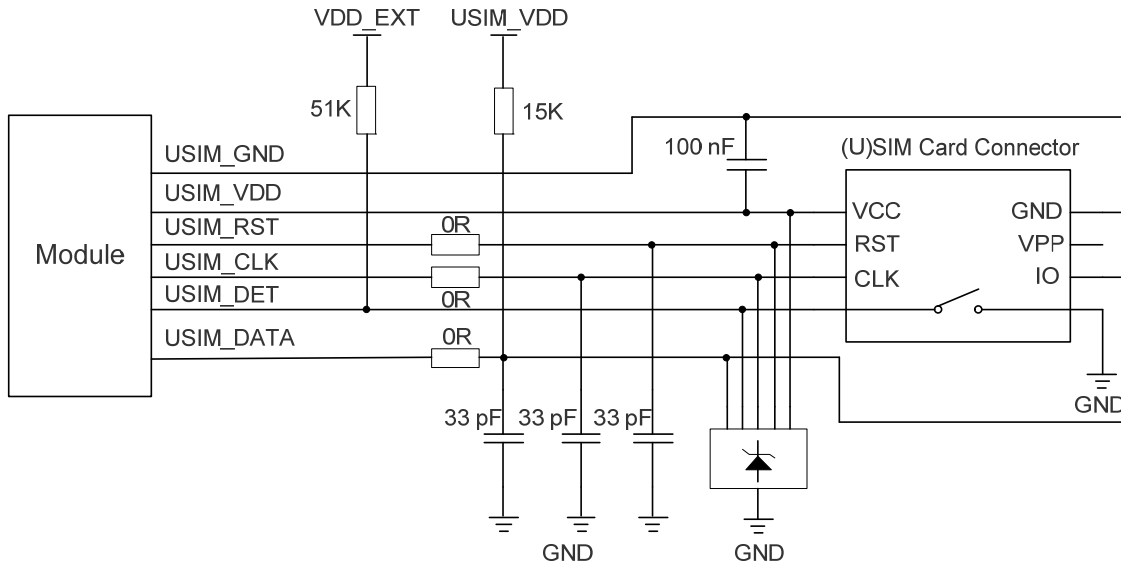 VDD_EXT
USIM_VDD
51K
15K
100 nF
(U)SIM Card Connector
Module
USIM_GND
USIM_VDD
USIM_RST
USIM_CLK
USIM_DET
USIM_DATA
0R
0R
0R
VCC
RST
CLK
GND
VPP
IO
GND
33 pF
33 pF
33 pF
GND
GND